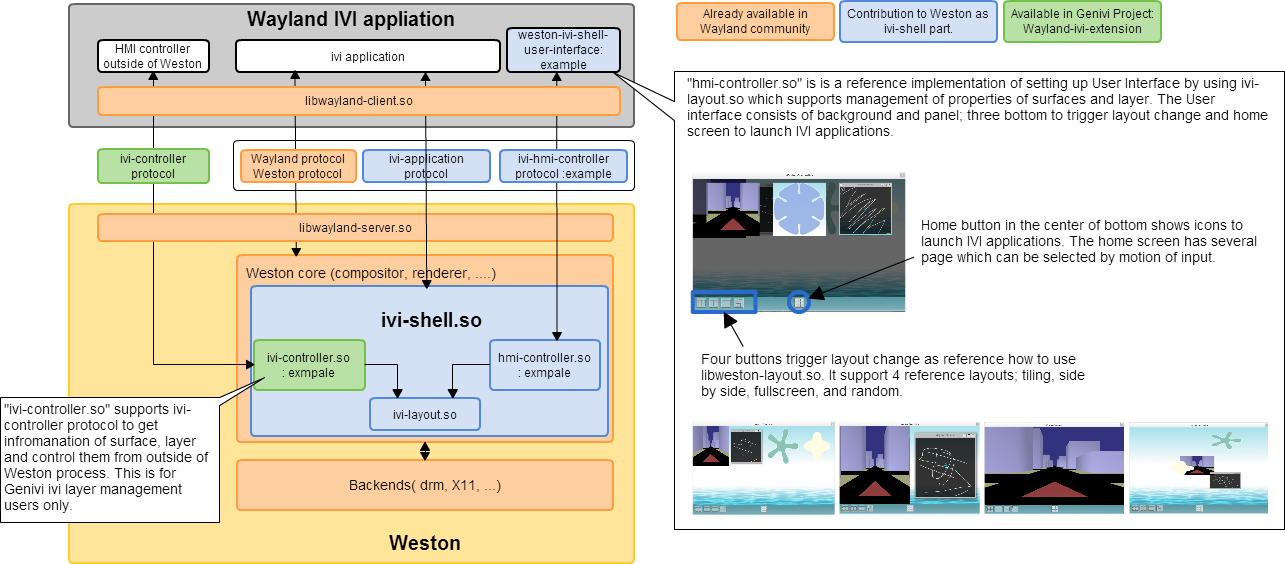 Wayland IVI appliation
HMI controller
outside of Weston
ivi application
weston-ivi-shell-
user-interface:
example
libwayland-client.so
ivi-controller
protocol
Wayland protocol
Weston protocol
ivi-application
protocol
ivi-hmi-controller
protocol :example
libwayland-server.so
Weston core (compositor, renderer, ....)
ivi-shell.so
ivi-controller.so
: exmpale
hmi-controller.so
: exmpale
ivi-layout.so
"ivi-controller.so" supports ivi-
controller protocol to get
infromanation of surface, layer
and control them from outside of
Weston process. This is for
Genivi ivi layer management
users only.
Backends( drm, X11, ...)
Weston
Already available in
Wayland community
Contribution to Weston as
ivi-shell part.
Available in Genivi Project:
Wayland-ivi-extension
"hmi-controller.so" is is a reference implementation of setting up User Interface by using ivi-
layout.so which supports management of properties of surfaces and layer. The User
interface consists of background and panel; three bottom to trigger layout change and home
screen to launch IVI applications.
Home button in the center of bottom shows icons to
launch IVI applications. The home screen has several
page which can be selected by motion of input.
Four buttons trigger layout change as reference how to use
libweston-layout.so. It support 4 reference layouts; tiling, side
by side, fullscreen, and random.